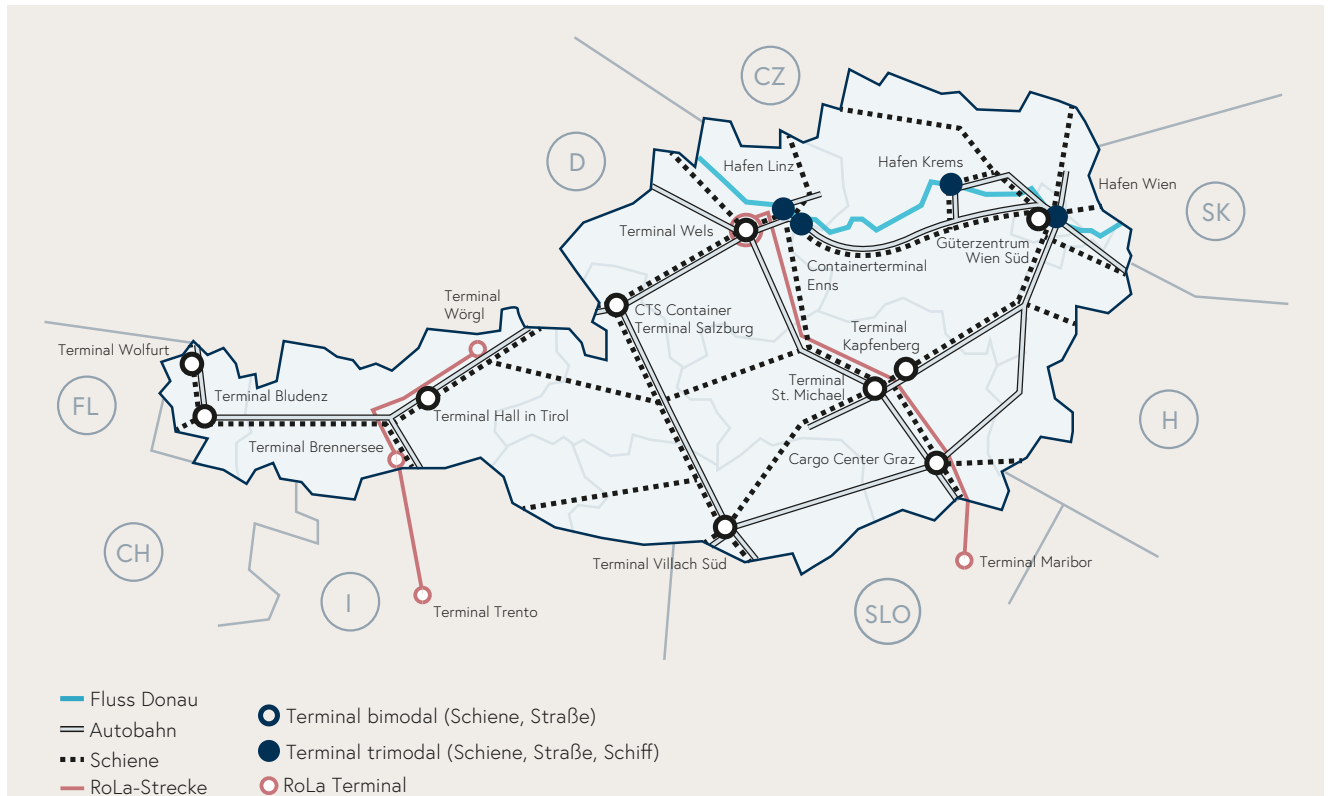 CZ
D
Hafen Linz
Hafen Krems
Hafen Wien
SK
Terminal Wels
Güterzentrum
Wien Süd
Containerterminal
Enns
Terminal
Wörgl
CTS Container
Terminal Salzburg
Terminal
Kapfenberg
Terminal Wolfurt
Terminal
St. Michael
FL
Terminal Bludenz
Terminal Hall in Tirol
H
Terminal Brennersee
Cargo Center Graz
CH
Terminal Villach Süd
Terminal Maribor
I
Terminal Trento
SLO
Fluss Donau
Autobahn
Schiene
RoLa-Strecke
Terminal bimodal (Schiene, Straße)
Terminal trimodal (Schiene, Straße, Schiff)
RoLa Terminal